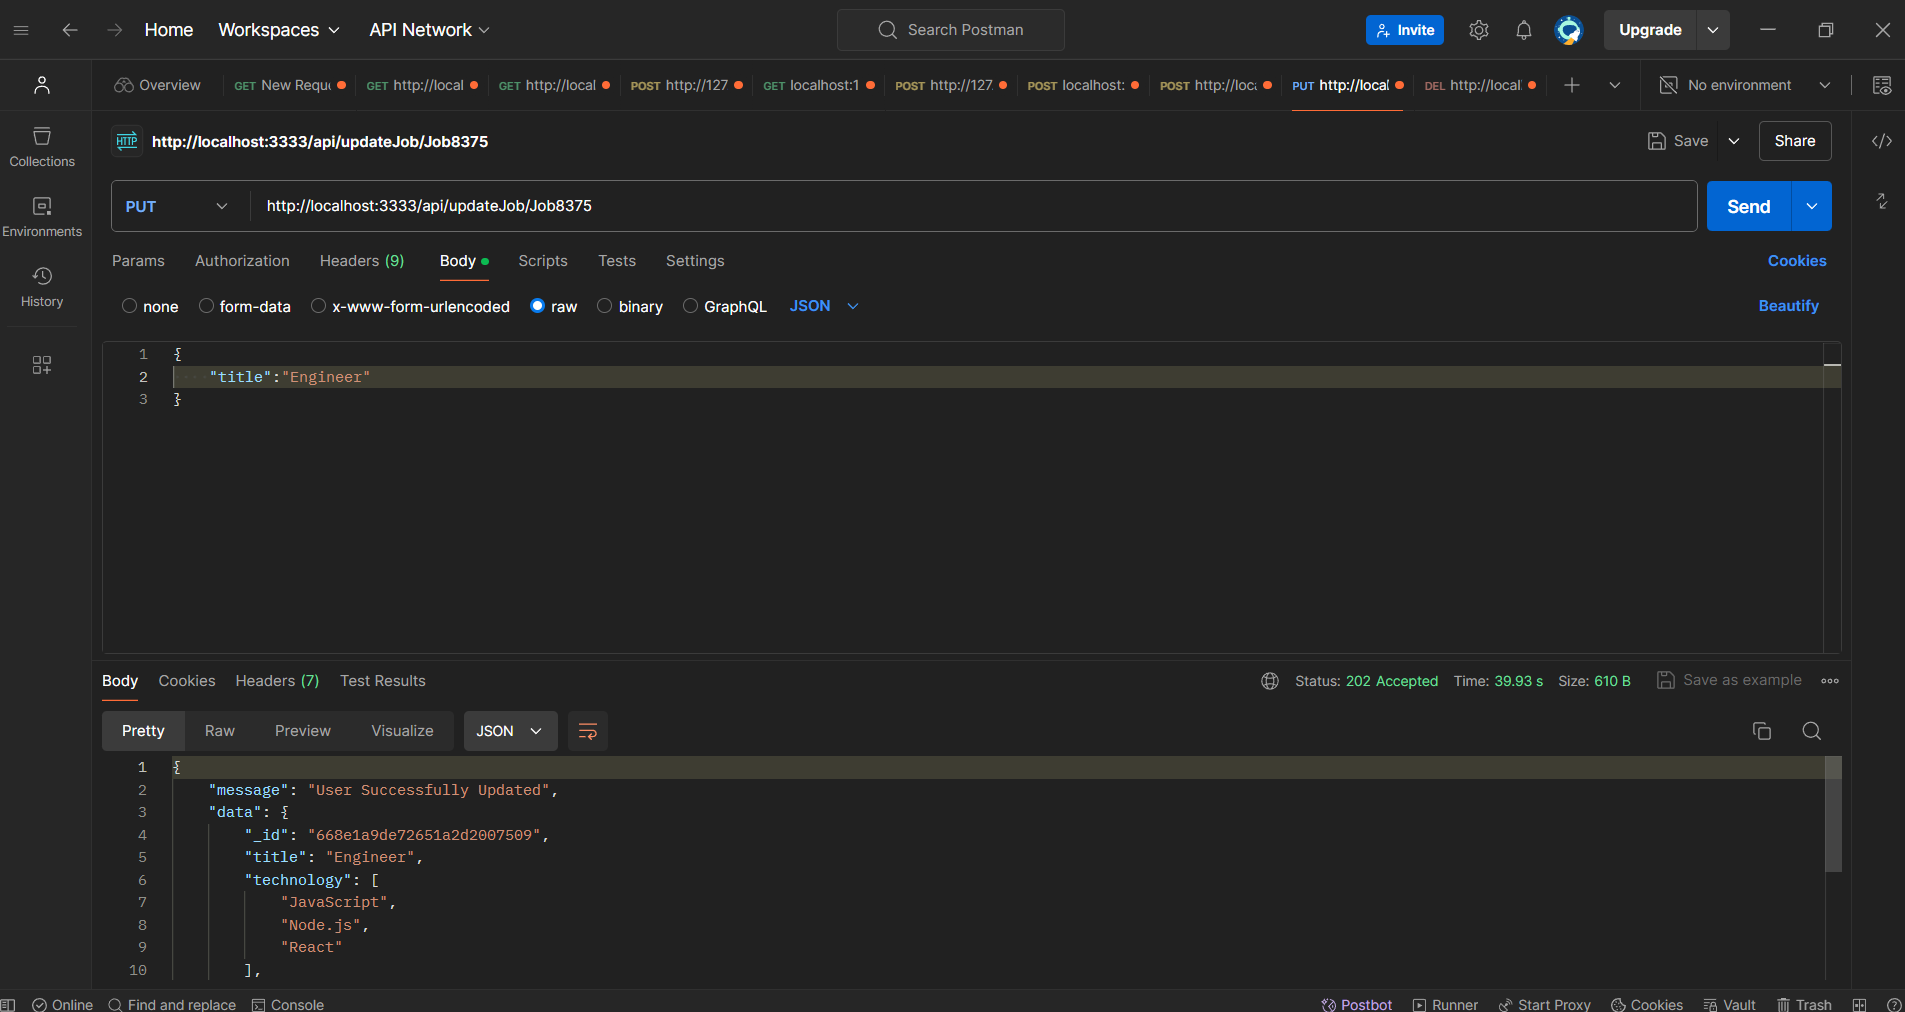 Home Workspaces API Network Search Postman Invite Upgrade
Overview GET New Requ GET http://local GET http://local POST http://127 GET localhost:1 POST http://127. POST localhost: POST http://loca PUT http://local DEL http://local No environment
HTTP http://localhost:3333/api/updateJob/Job8375 Save Share
Collections
PUT http://localhost:3333/api/updateJob/Job8375 Send
Environments
Params Authorization Headers (9) Body Scripts Tests Settings Cookies
History
none form-data x-www-form-urlencoded raw binary GraphQL JSON Beautify
1 {
2 "title":"Engineer"
3 }
Body Cookies Headers (7) Test Results Status: 202 Accepted Time: 39.93 s Size: 610 B Save as example
Pretty Raw Preview Visualize JSON
1 {
2 "message": "User Successfully Updated",
3 "data": {
4 "_id": "668e1a9de72651a2d2007509",
5 "title": "Engineer",
6 "technology": [
7 "JavaScript",
8 "Node.js",
9 "React"
10 ],
Online Find and replace Console Postbot Runner Start Proxy Cookies Vault Trash